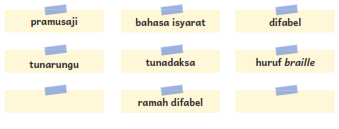 pramusaji
bahasa isyarat
difabel
tunarungu
tunadaksa
huruf braille
ramah difabel